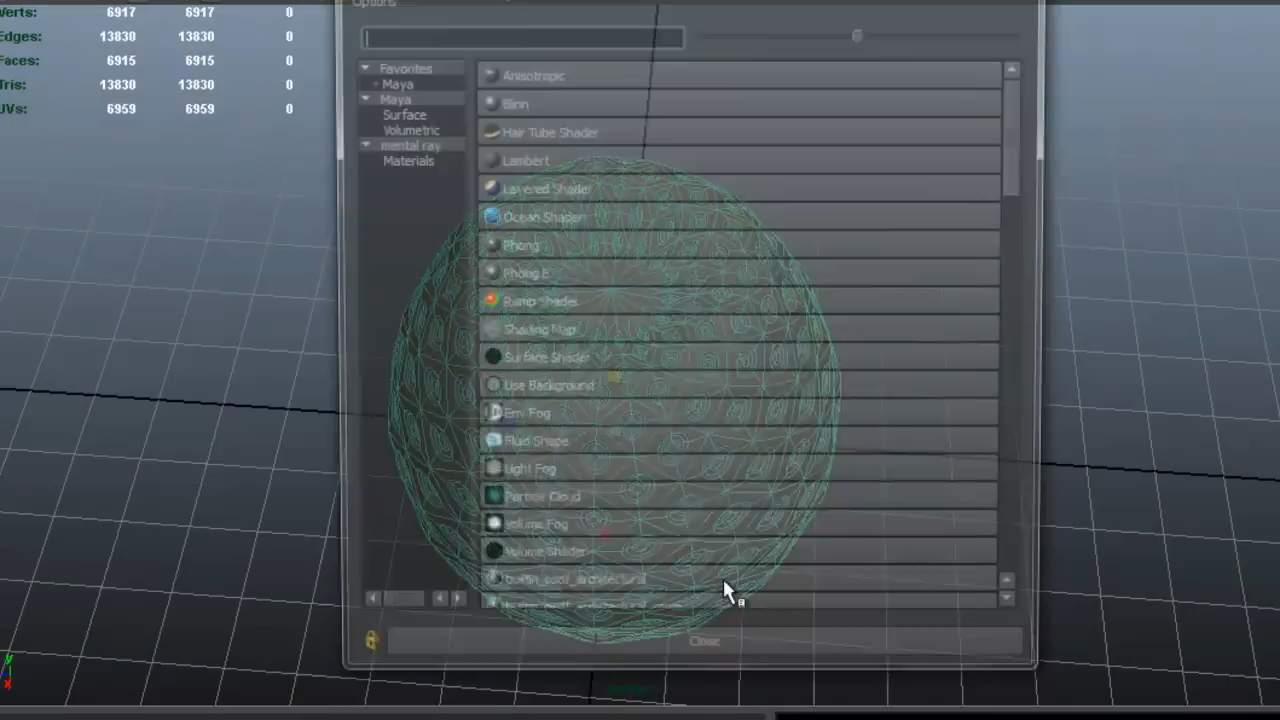 Options
Verts: 6917 6917 0
Edges: 13830 13830 0
Faces: 6915 6915 0
Tris: 13830 13830 0
UVs: 6959 6959 0
Favorites
Maya
Maya
Surface
Volumetric
mental ray
Materials
Anisotropic
Blinn
Hair Tube Shader
Lambert
Layered Shader
Ocean Shader
Phong
Phong E
Ramp Shader
Shading Map
Surface Shader
Use Background
Env Fog
Fluid Shape
Light Fog
Particle Cloud
Volume Fog
Volume Shader
Close
y
x